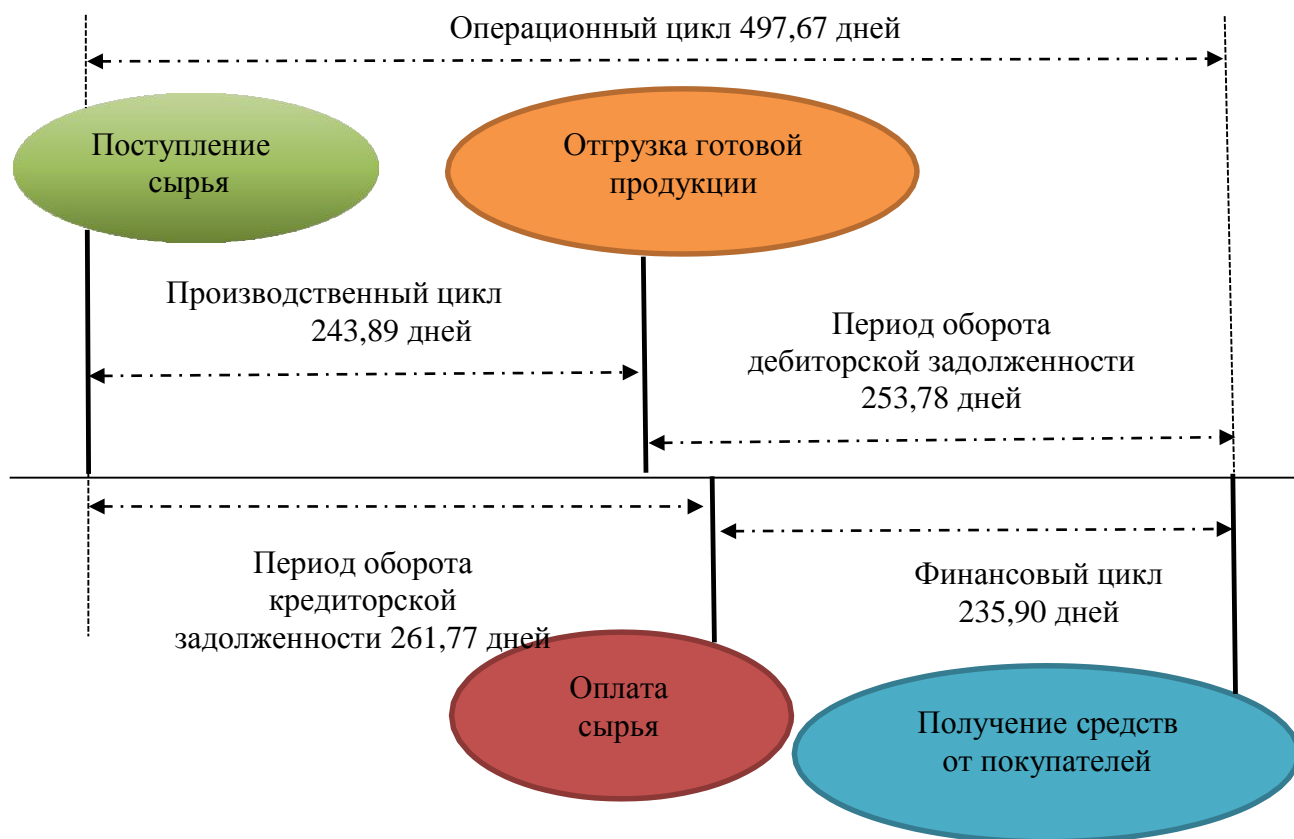 Операционный цикл 497,67 дней
Поступление
сырья
Отгрузка готовой
продукции
Производственный цикл
243,89 дней
Период оборота
дебиторской задолженности
253,78 дней
Период оборота
кредиторской
задолженности 261,77 дней
Финансовый цикл
235,90 дней
Оплата
сырья
Получение средств
от покупателей